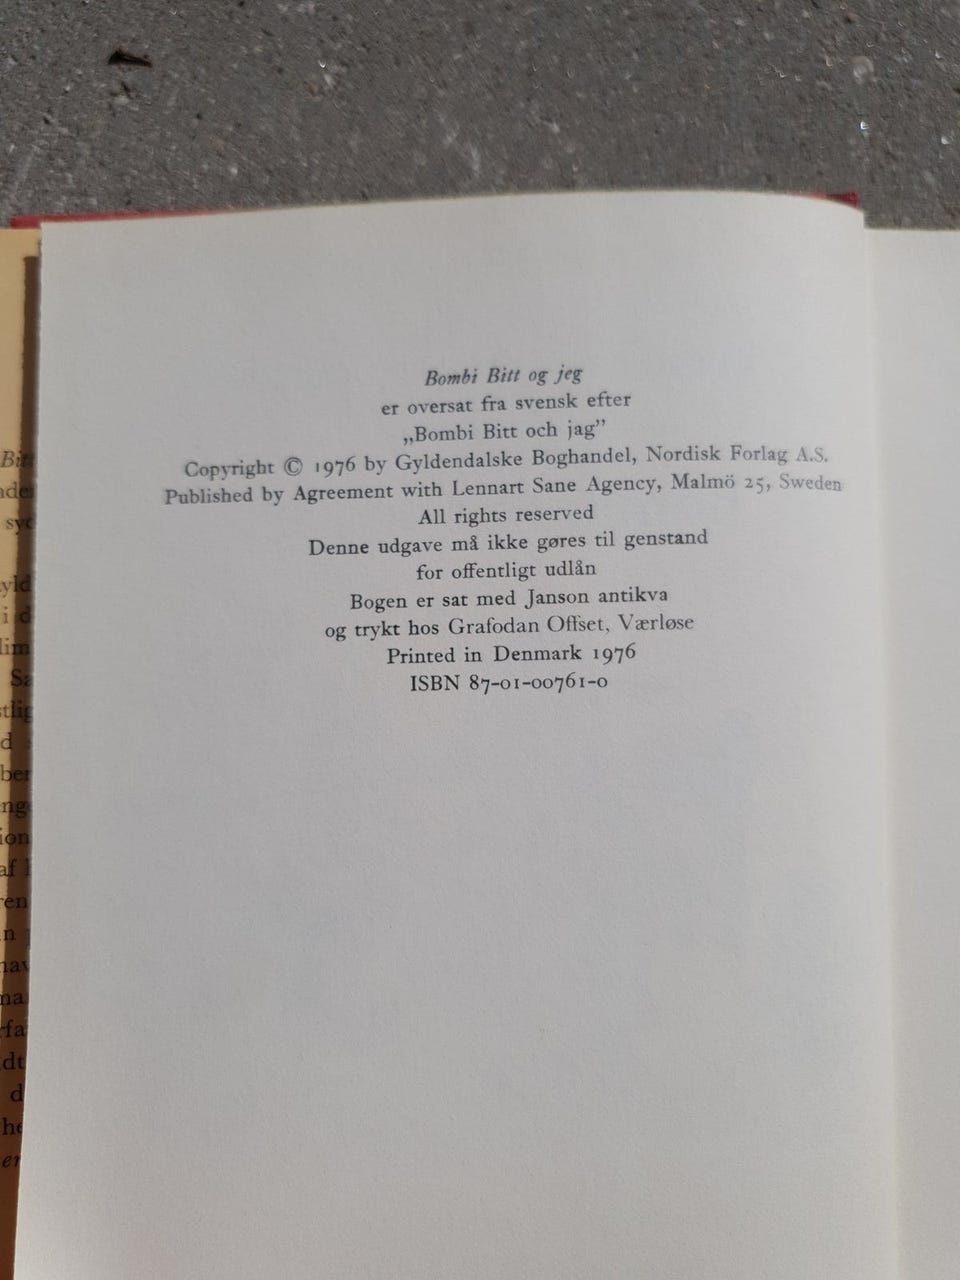 Bombi Bitt og jeg
er oversat fra svensk efter
„Bombi Bitt och jag”
Copyright © 1976 by Gyldendalske Boghandel, Nordisk Forlag A.S.
Published by Agreement with Lennart Sane Agency, Malmö 25, Sweden
All rights reserved
Denne udgave må ikke gøres til genstand
for offentligt udlån
Bogen er sat med Janson antikva
og trykt hos Grafodan Offset, Værløse
Printed in Denmark 1976
ISBN 87-01-00761-0